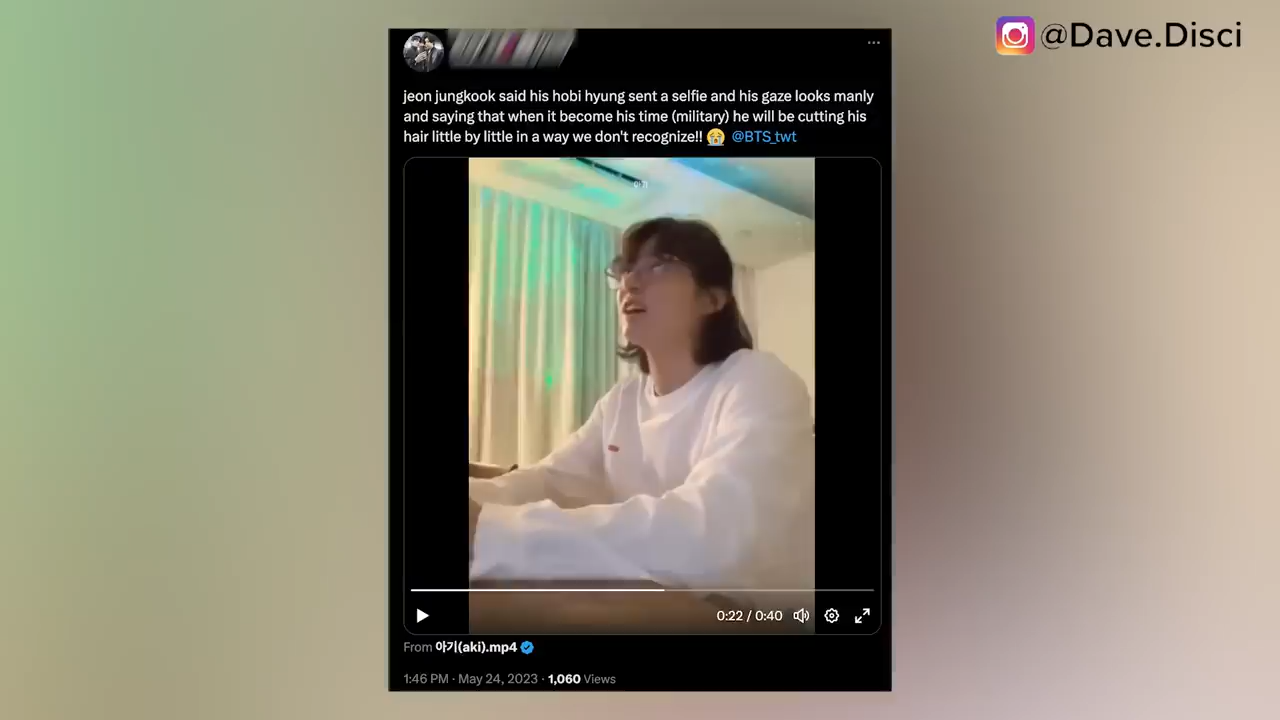 @Dave.Disci
jeon jungkook said his hobi hyung sent a selfie and his gaze looks manly
and saying that when it become his time (military) he will be cutting his
hair little by little in a way we don't recognize!! 😭 @BTS_twt
아기
0:22 / 0:40
From 아기(aki).mp4
1:46 PM · May 24, 2023 · 1,060 Views